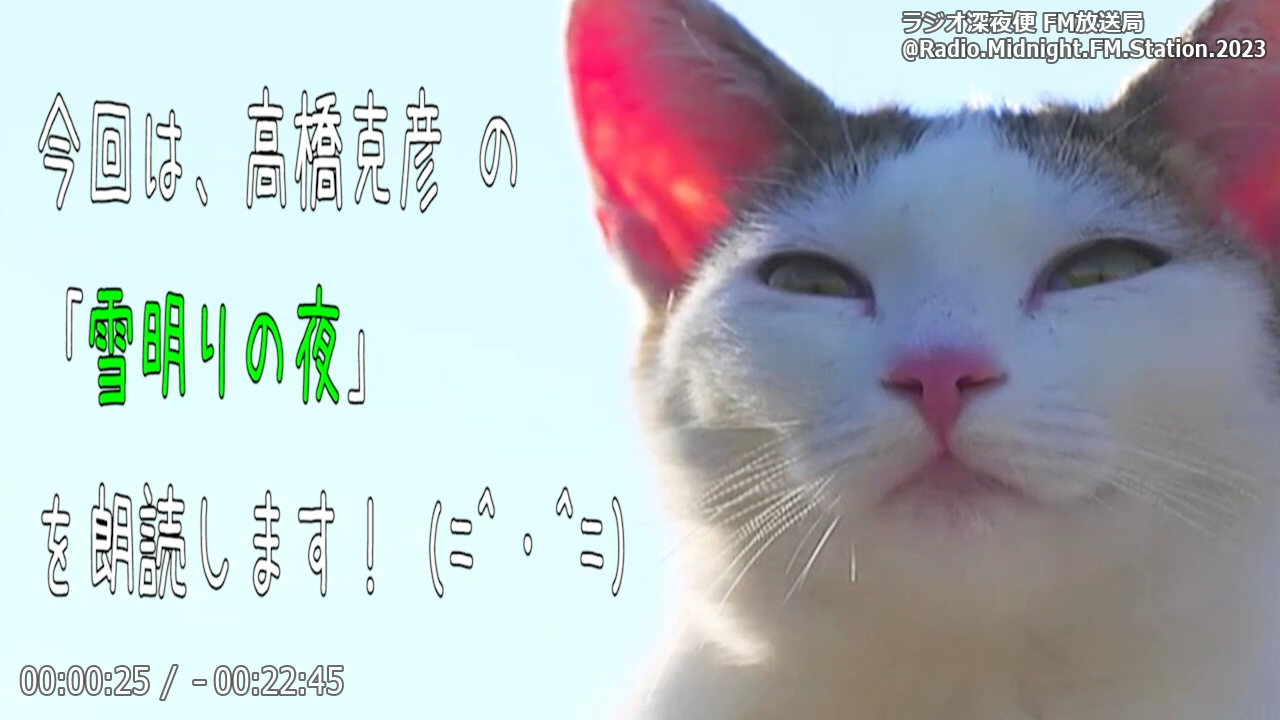 ラジオ深夜便 FM放送局
@Radio.Midnight.FM.Station.2023
今回は、高橋克彦 の
「雪明りの夜」
を朗読します！ (=^・^=)
00:00:25 / -00:22:45